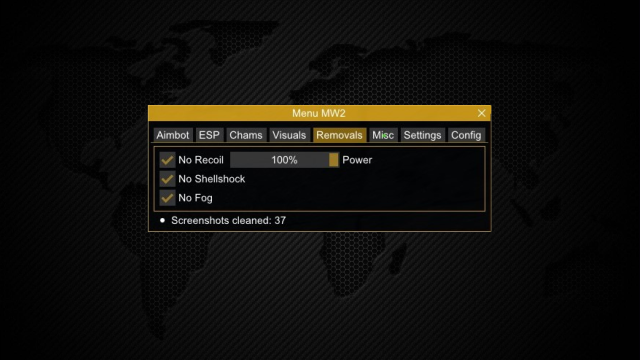 Menu MW2
Aimbot ESP Chams Visuals Removals Misc Settings Config
No Recoil 100% Power
No Shellshock
No Fog
Screenshots cleaned: 37